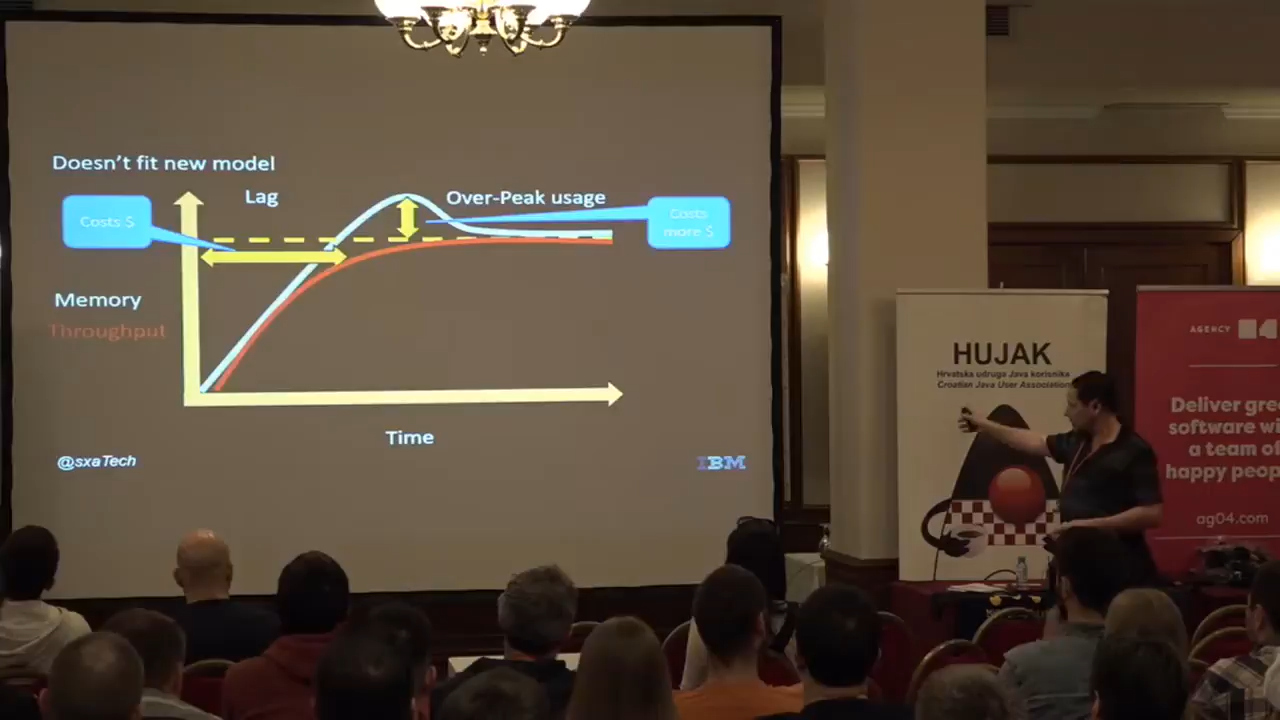 Doesn't fit new model
Lag
Over-Peak usage
Costs $
Costs
more $
Memory
Throughput
Time
@sxaTech
IBM
HUJAK
Hrvatska udruga Java korisnika
Croatian Java User Association
AGENCY 04
Deliver gre
software wi
a team of
happy peop
ag04.com